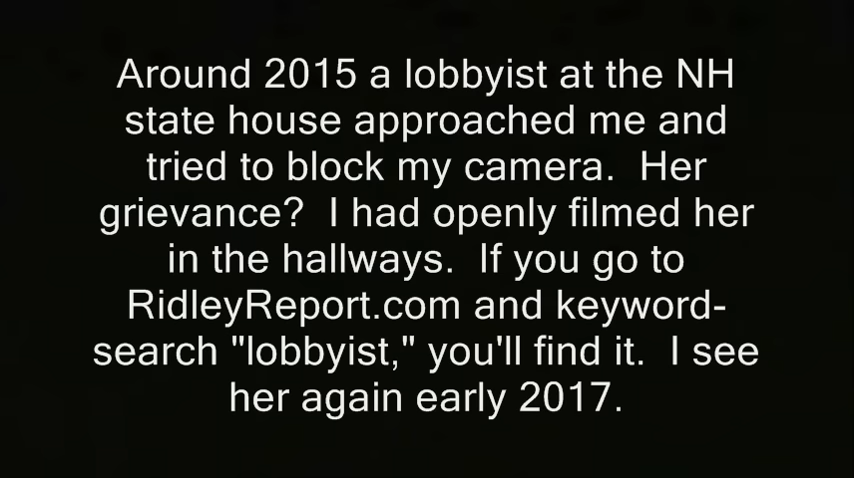 Around 2015 a lobbyist at the NH
state house approached me and
tried to block my camera.  Her
grievance?  I had openly filmed her
in the hallways.  If you go to
RidleyReport.com and keyword-
search "lobbyist," you'll find it.  I see
her again early 2017.